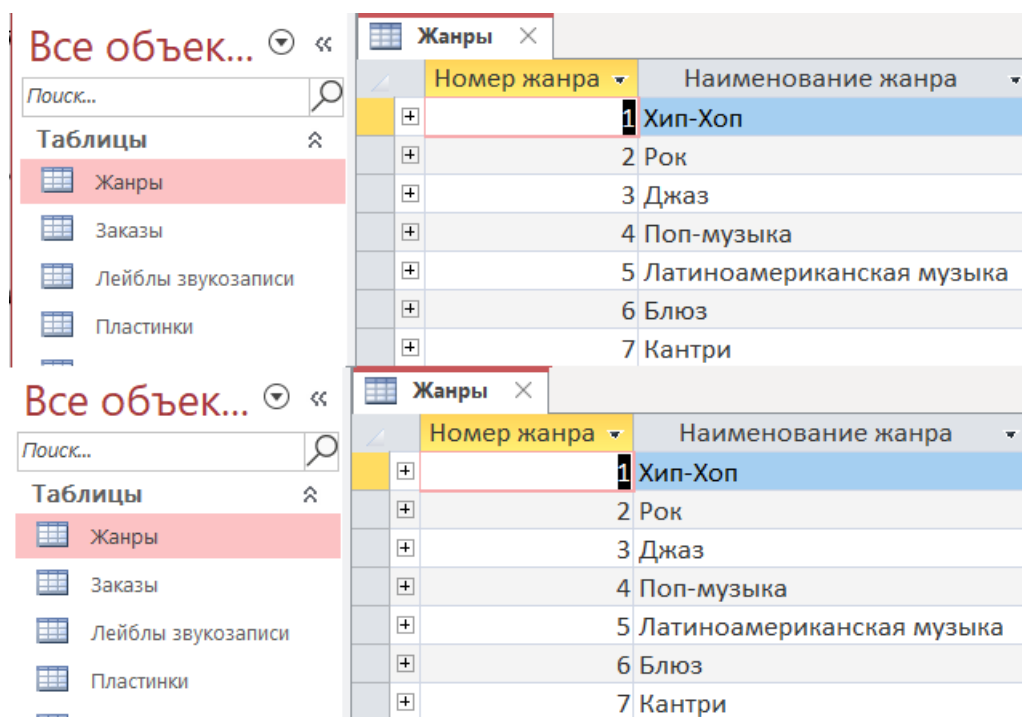 Все объек...
Поиск...
Таблицы
Жанры
Заказы
Лейблы звукозаписи
Пластинки
Жанры
Номер жанра Наименование жанра
1 Хип-Хоп
2 Рок
3 Джаз
4 Поп-музыка
5 Латиноамериканская музыка
6 Блюз
7 Кантри
Все объек...
Поиск...
Таблицы
Жанры
Заказы
Лейблы звукозаписи
Пластинки
Жанры
Номер жанра Наименование жанра
1 Хип-Хоп
2 Рок
3 Джаз
4 Поп-музыка
5 Латиноамериканская музыка
6 Блюз
7 Кантри